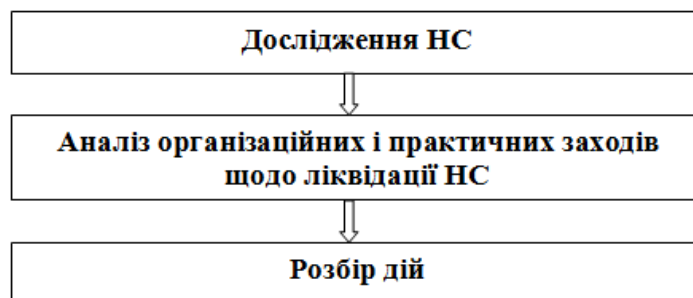 Дослідження НС
Аналіз організаційних і практичних заходів
щодо ліквідації НС
Розбір дій